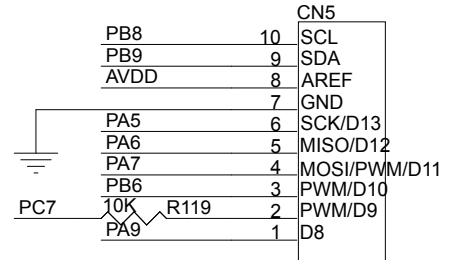 CN5
PB8 10 SCL
PB9 9 SDA
AVDD 8 AREF
7 GND
PA5 6 SCK/D13
PA6 5 MISO/D12
PA7 4 MOSI/PWM/D11
PB6 3 PWM/D10
PC7 10K R119 2 PWM/D9
PA9 1 D8